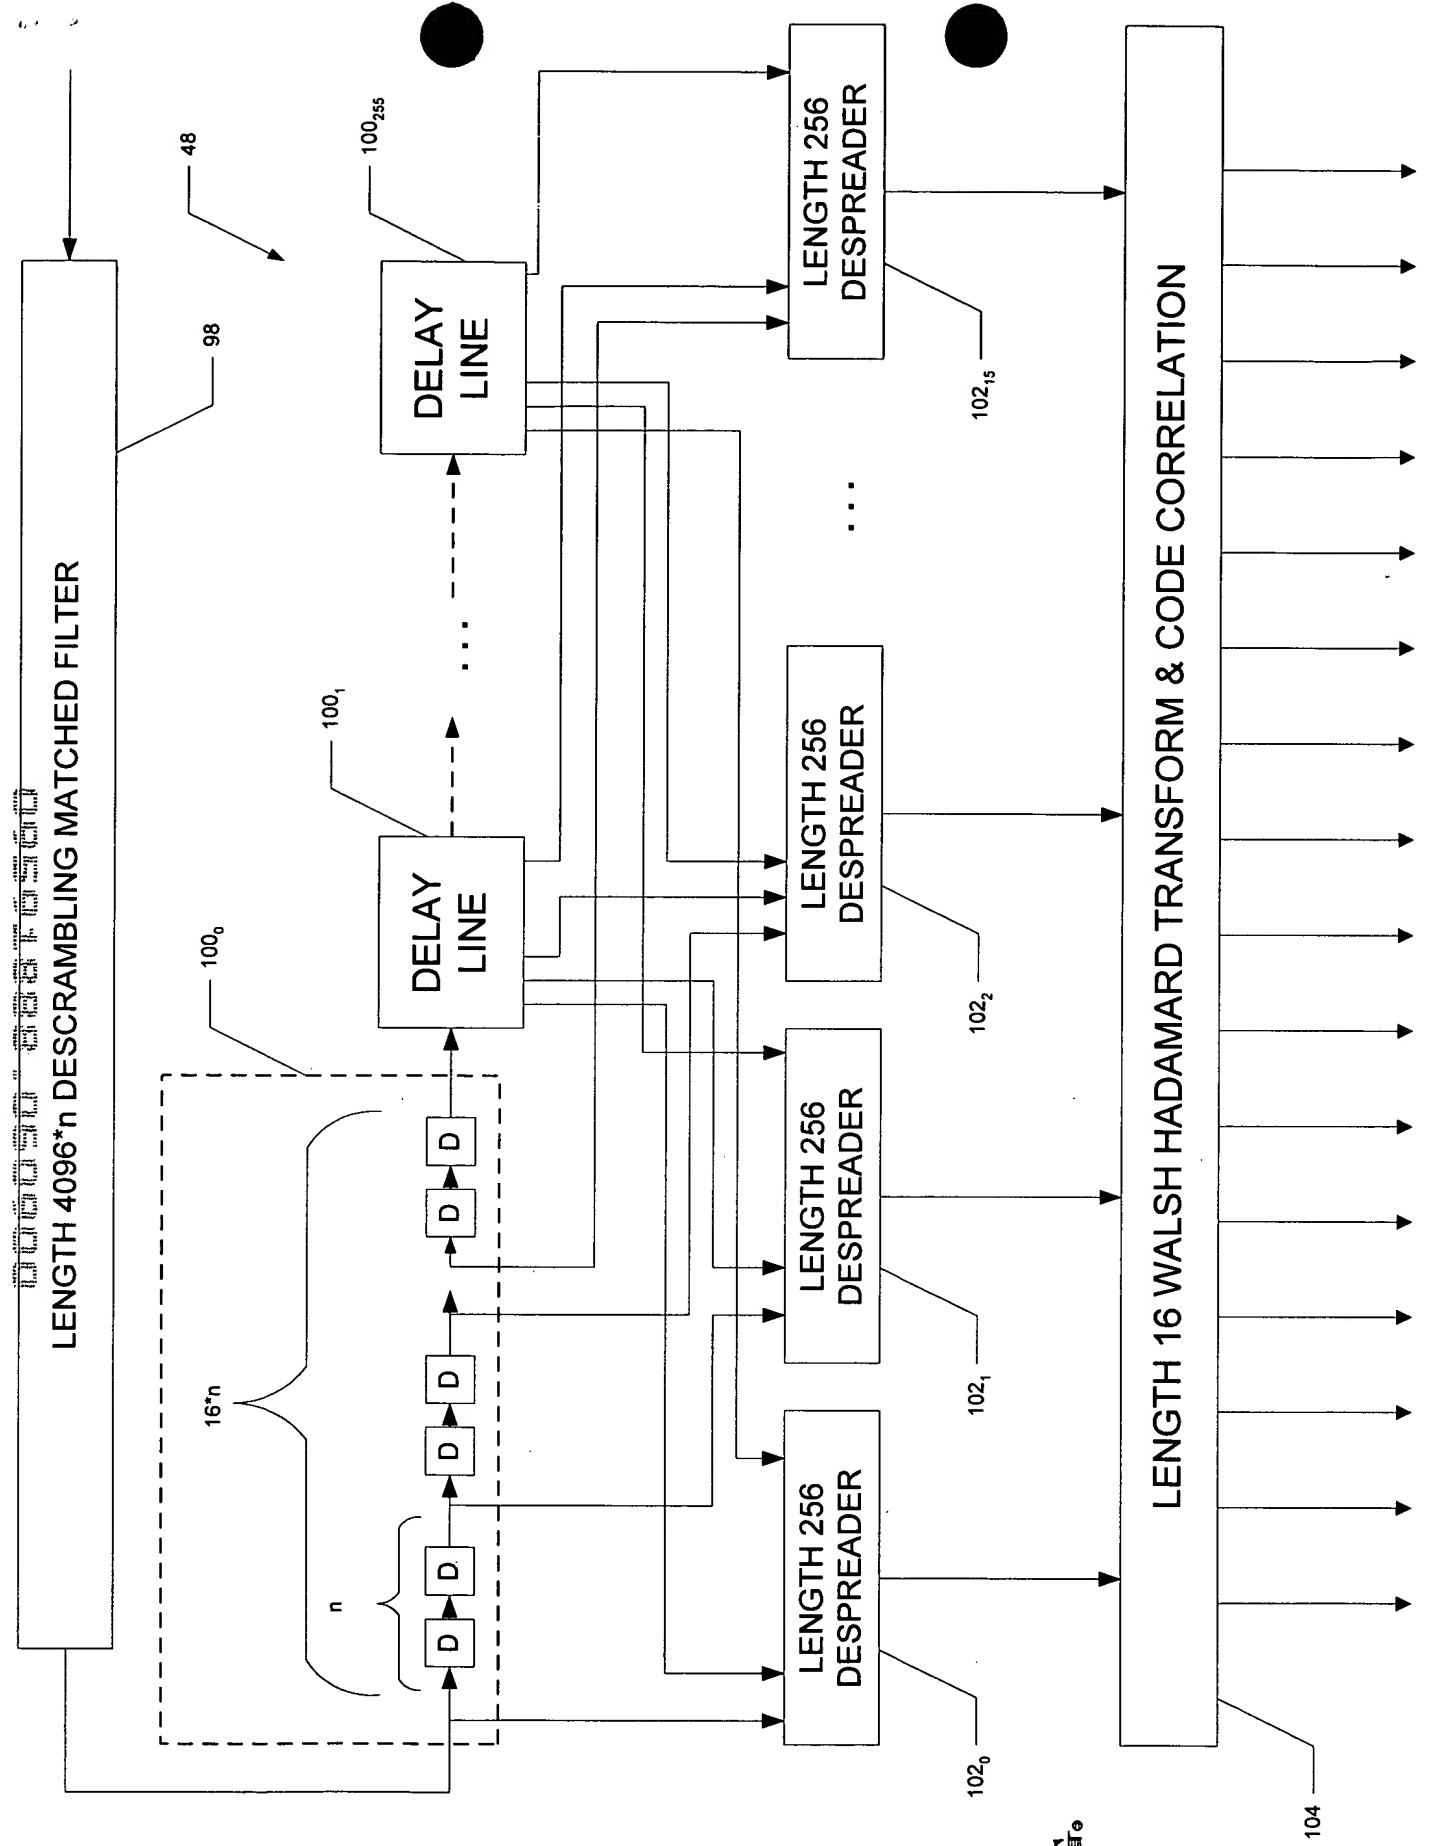 LENGTH 4096*n DESCRAMBLING MATCHED FILTER
98
48
16*n
n
D
D
D
D
D
D
100₀
DELAY
LINE
100₁
...
DELAY
LINE
100₂₅₅
LENGTH 256
DESPREADER
102₀
LENGTH 256
DESPREADER
102₁
LENGTH 256
DESPREADER
102₂
...
LENGTH 256
DESPREADER
102₁₅
LENGTH 16 WALSH HADAMARD TRANSFORM & CODE CORRELATION
104